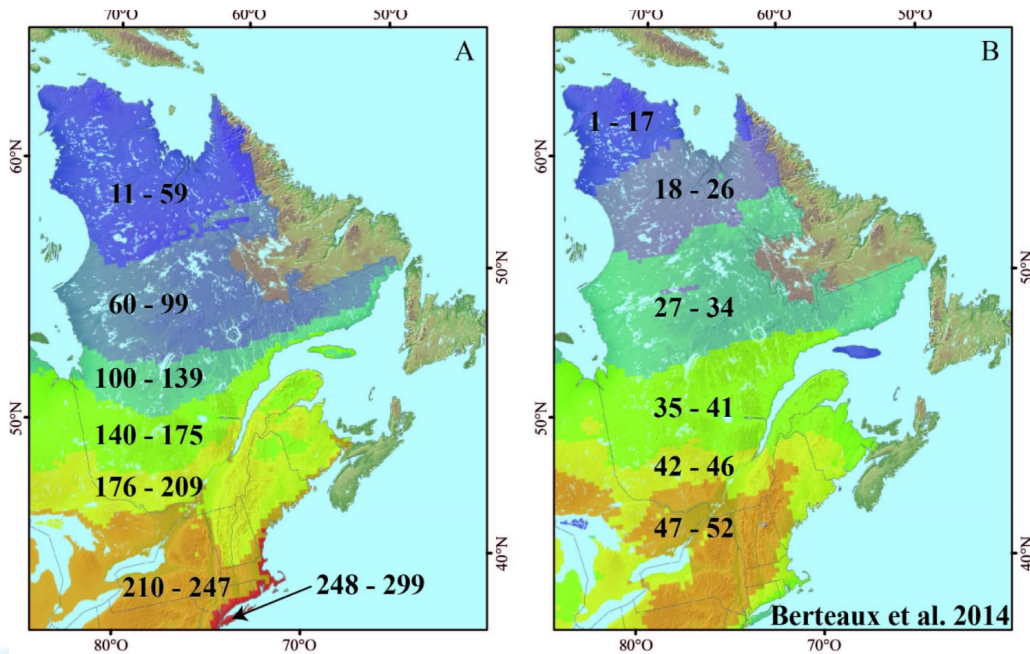 70°O 60°O 50°O
A
60°N
50°N
50°N
40°N
11 - 59
60 - 99
100 - 139
140 - 175
176 - 209
210 - 247
248 - 299
80°O 70°O
70°O 60°O 50°O
B
60°N
50°N
50°N
40°N
1 - 17
18 - 26
27 - 34
35 - 41
42 - 46
47 - 52
Berteaux et al. 2014
80°O 70°O